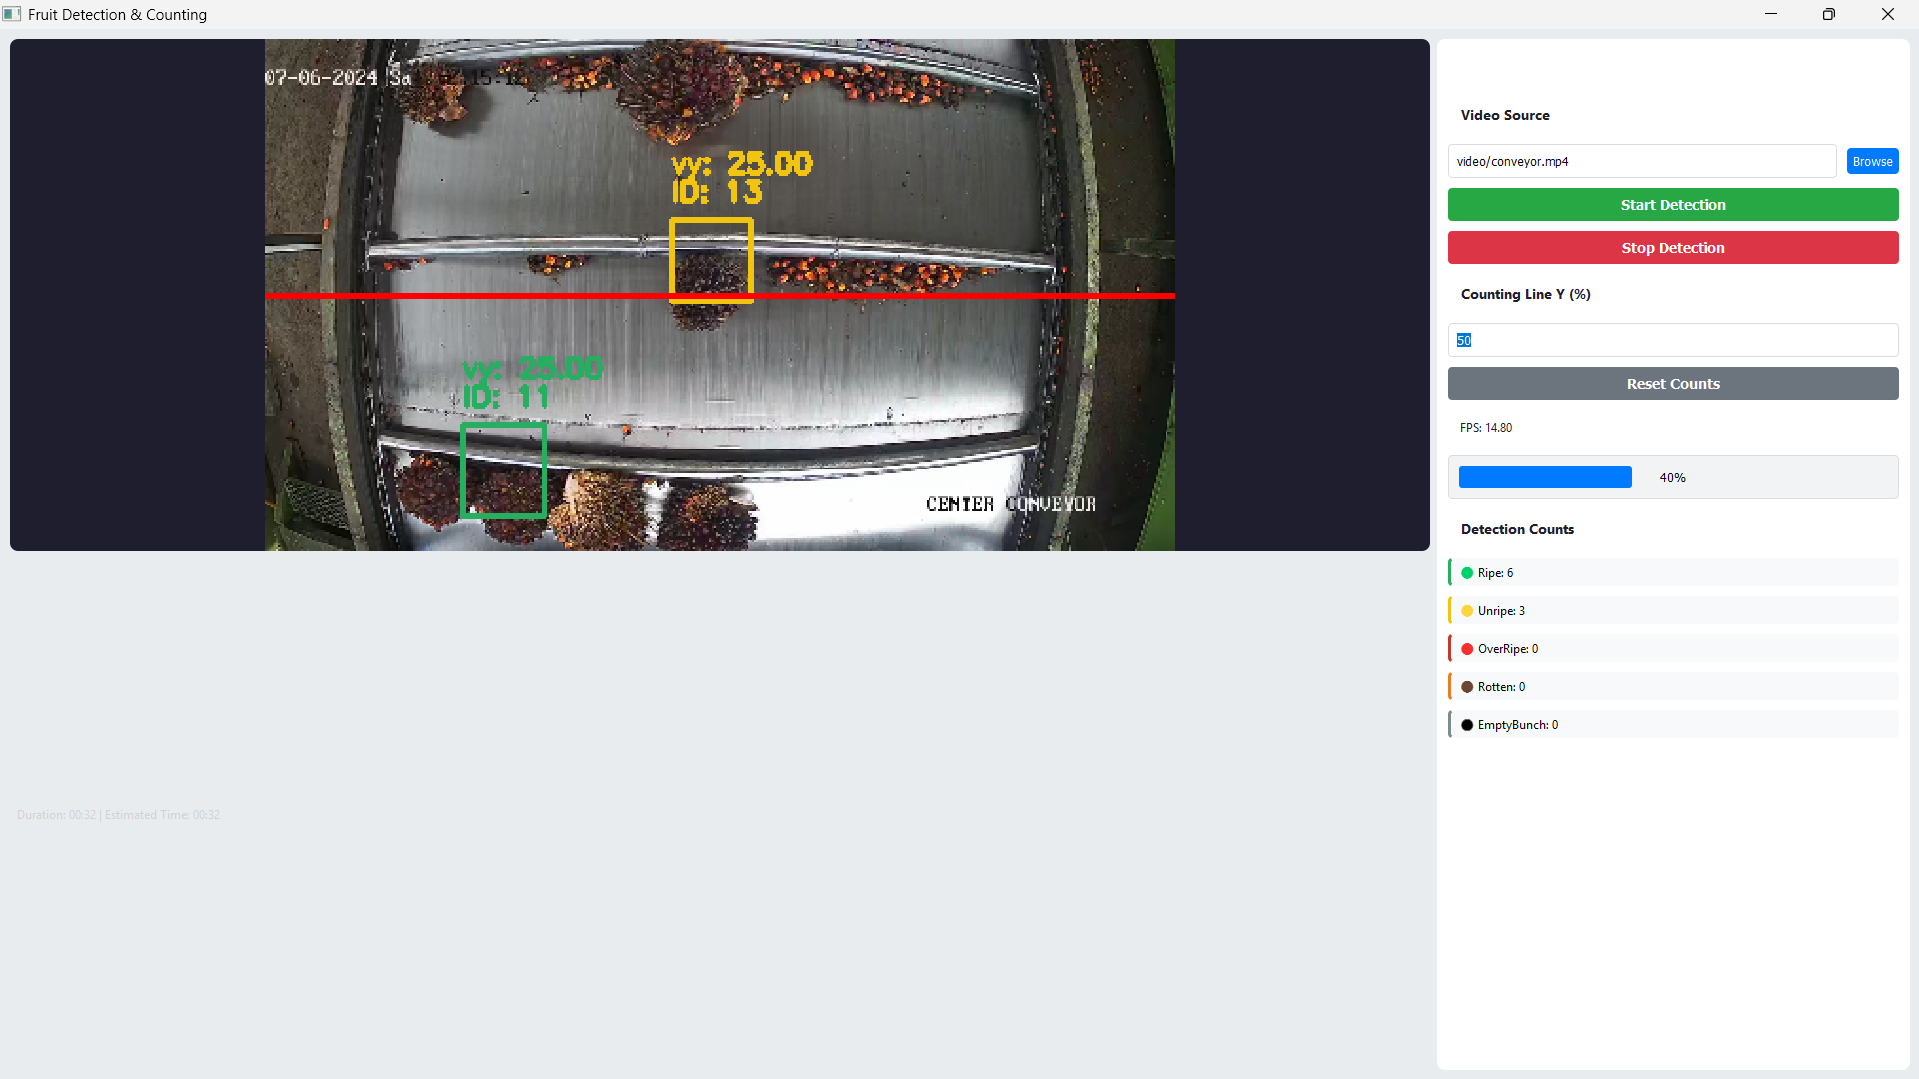 Fruit Detection & Counting
07-06-2024 Sa 15:12
vy: 25.00
ID: 13
vy: 25.00
ID: 11
CENTER CONVEYOR
Duration: 00:32 | Estimated Time: 00:32
Video Source
video/conveyor.mp4
Browse
Start Detection
Stop Detection
Counting Line Y (%)
50
Reset Counts
FPS: 14.80
40%
Detection Counts
Ripe: 6
Unripe: 3
OverRipe: 0
Rotten: 0
EmptyBunch: 0